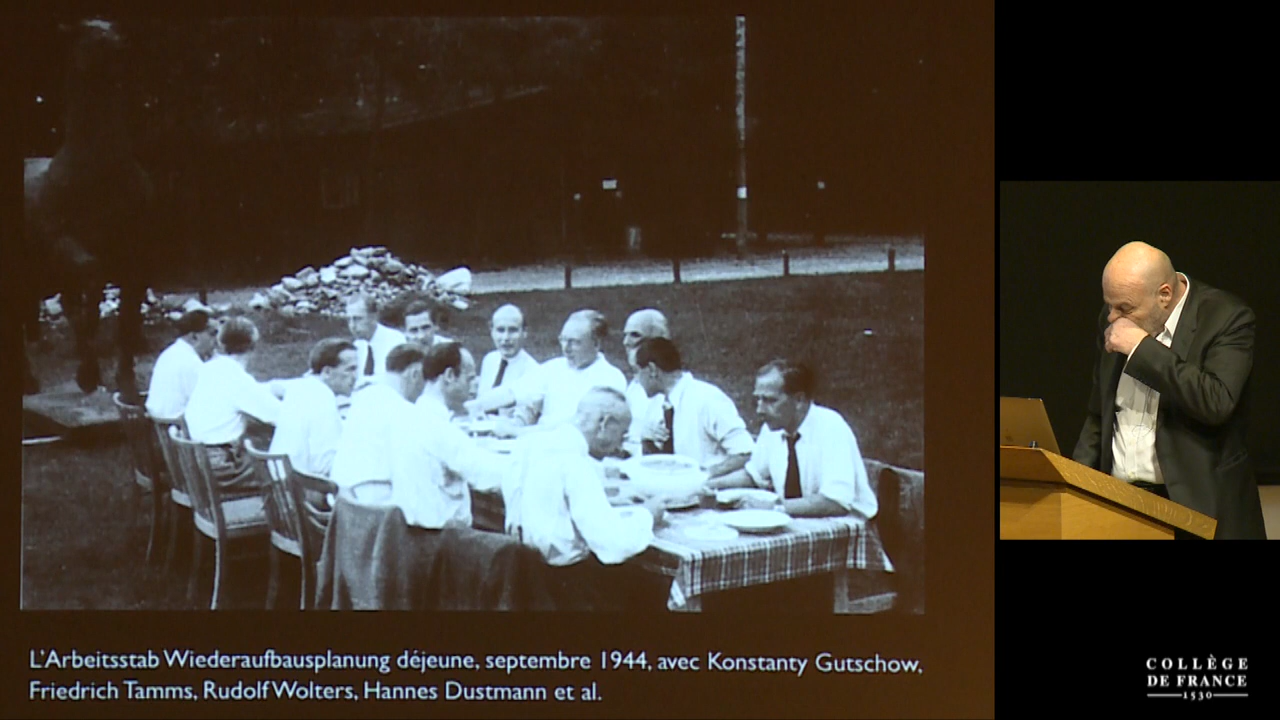 L'Arbeitsstab Wiederaufbausplanung déjeune, septembre 1944, avec Konstanty Gutschow,
Friedrich Tamms, Rudolf Wolters, Hannes Dustmann et al.
COLLÈGE
DE FRANCE
1530